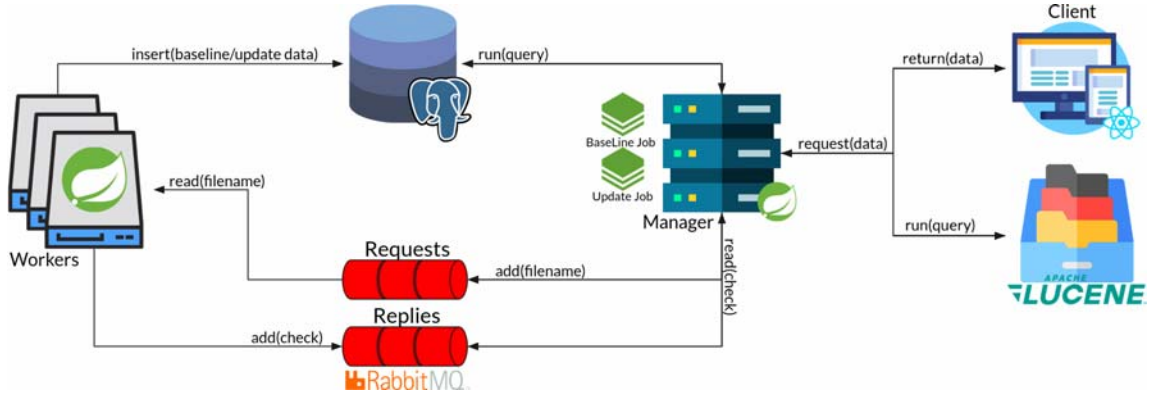 Client
insert(baseline/update data)
run(query)
return(data)
BaseLine Job
request(data)
read(filename)
Update Job
Manager
run(query)
Workers
Requests
add(filename)
read(check)
APACHE
LUCENE
Replies
add(check)
RabbitMQ